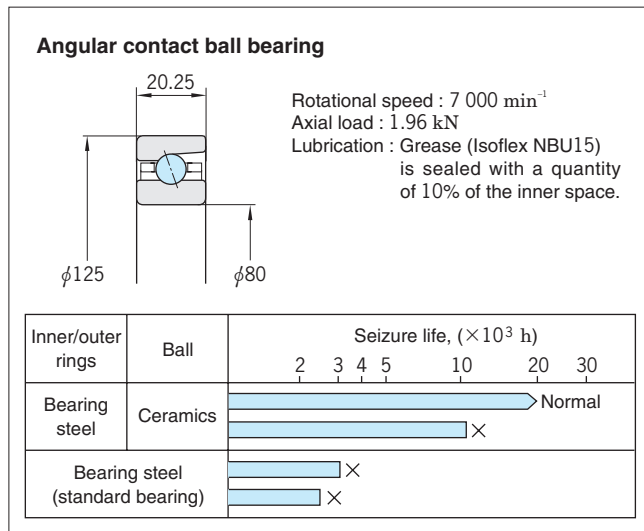 Angular contact ball bearing
20.25
φ125
φ80
Rotational speed : 7 000 min⁻¹
Axial load : 1.96 kN
Lubrication : Grease (Isoflex NBU15)
is sealed with a quantity
of 10% of the inner space.
Inner/outer
rings
Ball
Seizure life, (×10³ h)
2 3 4 5 10 20 30
Bearing
steel
Ceramics
Normal
×
Bearing steel
(standard bearing)
×
×